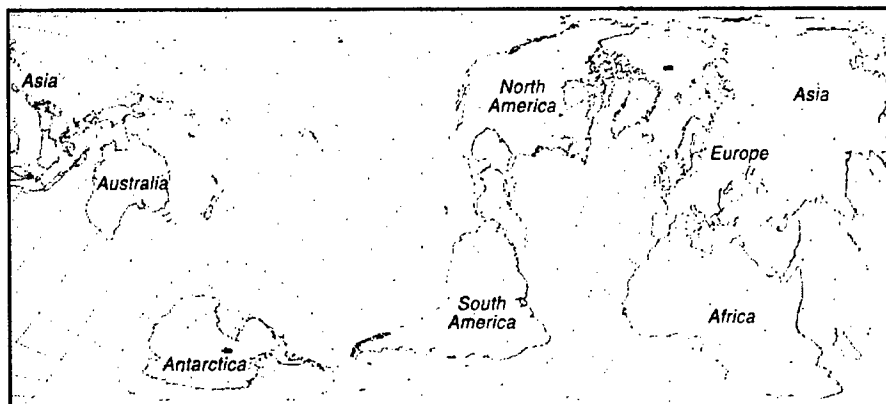 Asia
North
America
Asia
Europe
Australia
South
America
Africa
Antarctica